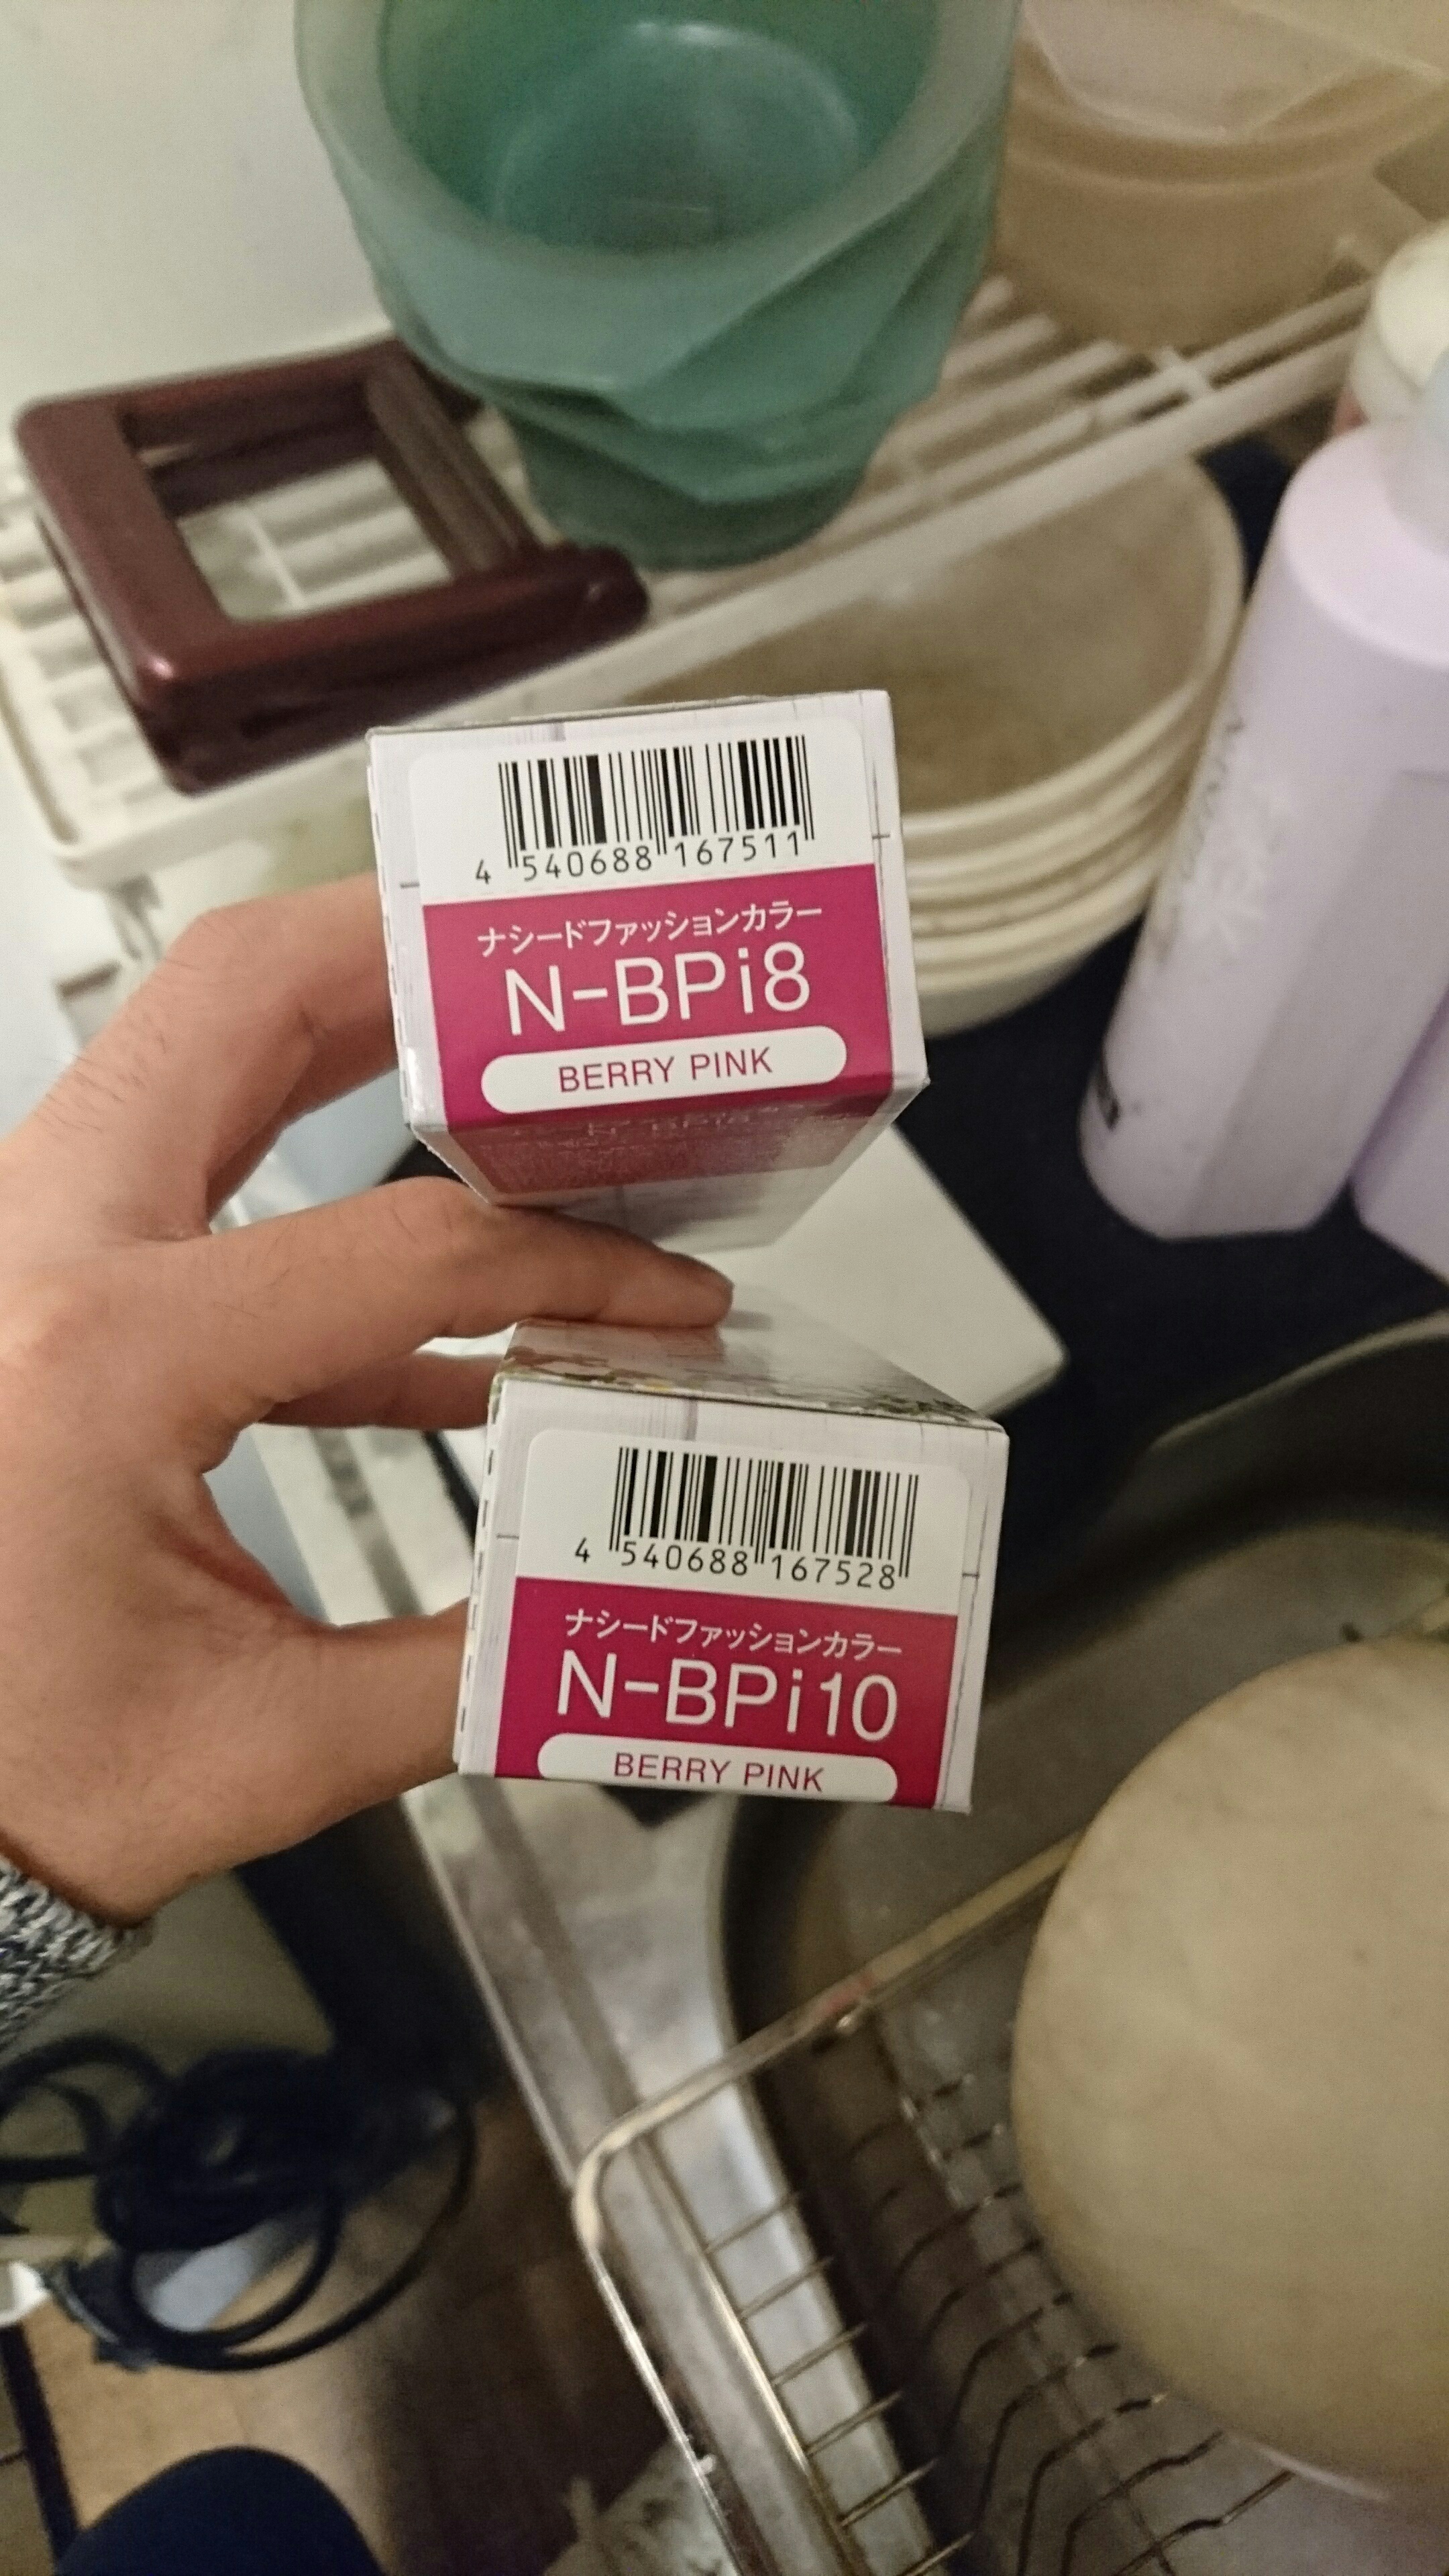 4 540688 167511
ナシードファッションカラー
N-BPi8
BERRY PINK
4 540688 167528
ナシードファッションカラー
N-BPi10
BERRY PINK